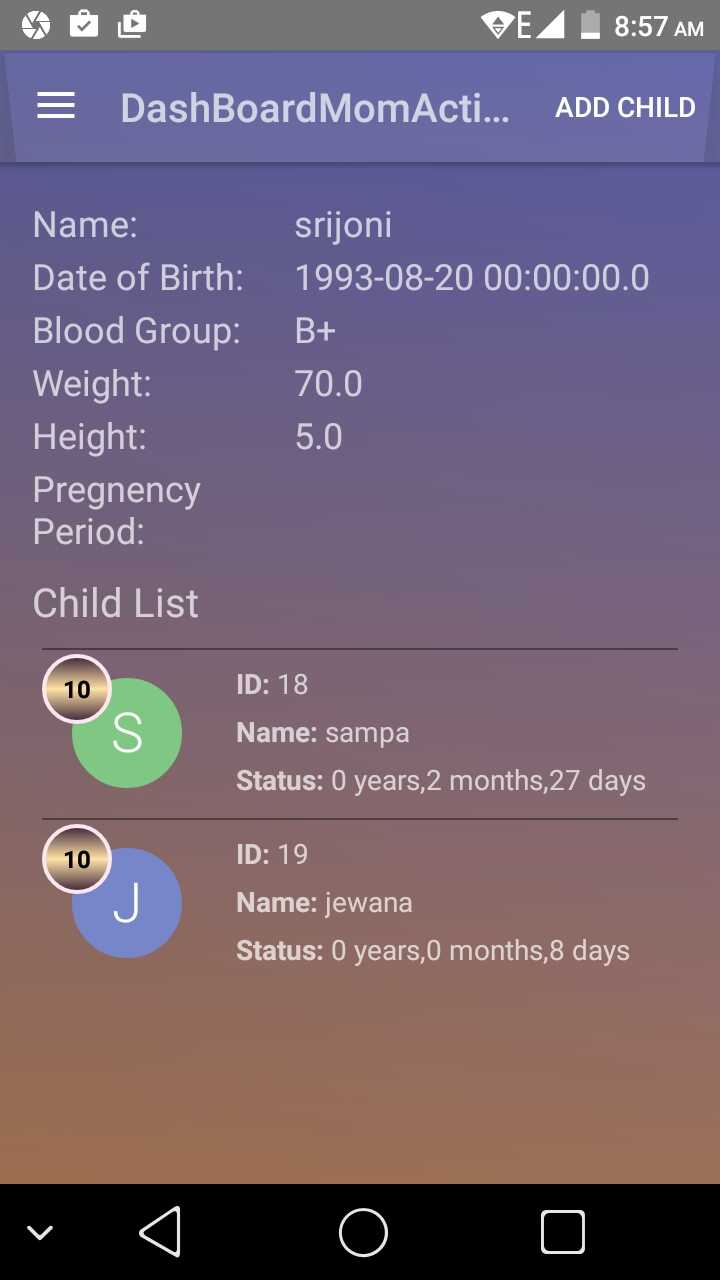 E 8:57 AM
DashBoardMomActi... ADD CHILD
Name: srijoni
Date of Birth: 1993-08-20 00:00:00.0
Blood Group: B+
Weight: 70.0
Height: 5.0
Pregnency
Period:
Child List
10
S
ID: 18
Name: sampa
Status: 0 years,2 months,27 days
10
J
ID: 19
Name: jewana
Status: 0 years,0 months,8 days